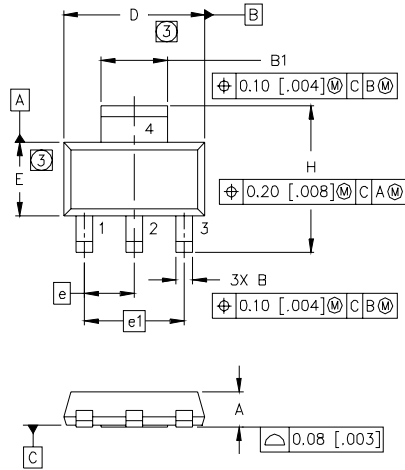 D
B
3
B1
⌖ 0.10 [.004] Ⓜ C B Ⓜ
A
4
3
E
H
⌖ 0.20 [.008] Ⓜ C A Ⓜ
1
2
3
e
3X B
e1
⌖ 0.10 [.004] Ⓜ C B Ⓜ
A
C
⌓ 0.08 [.003]